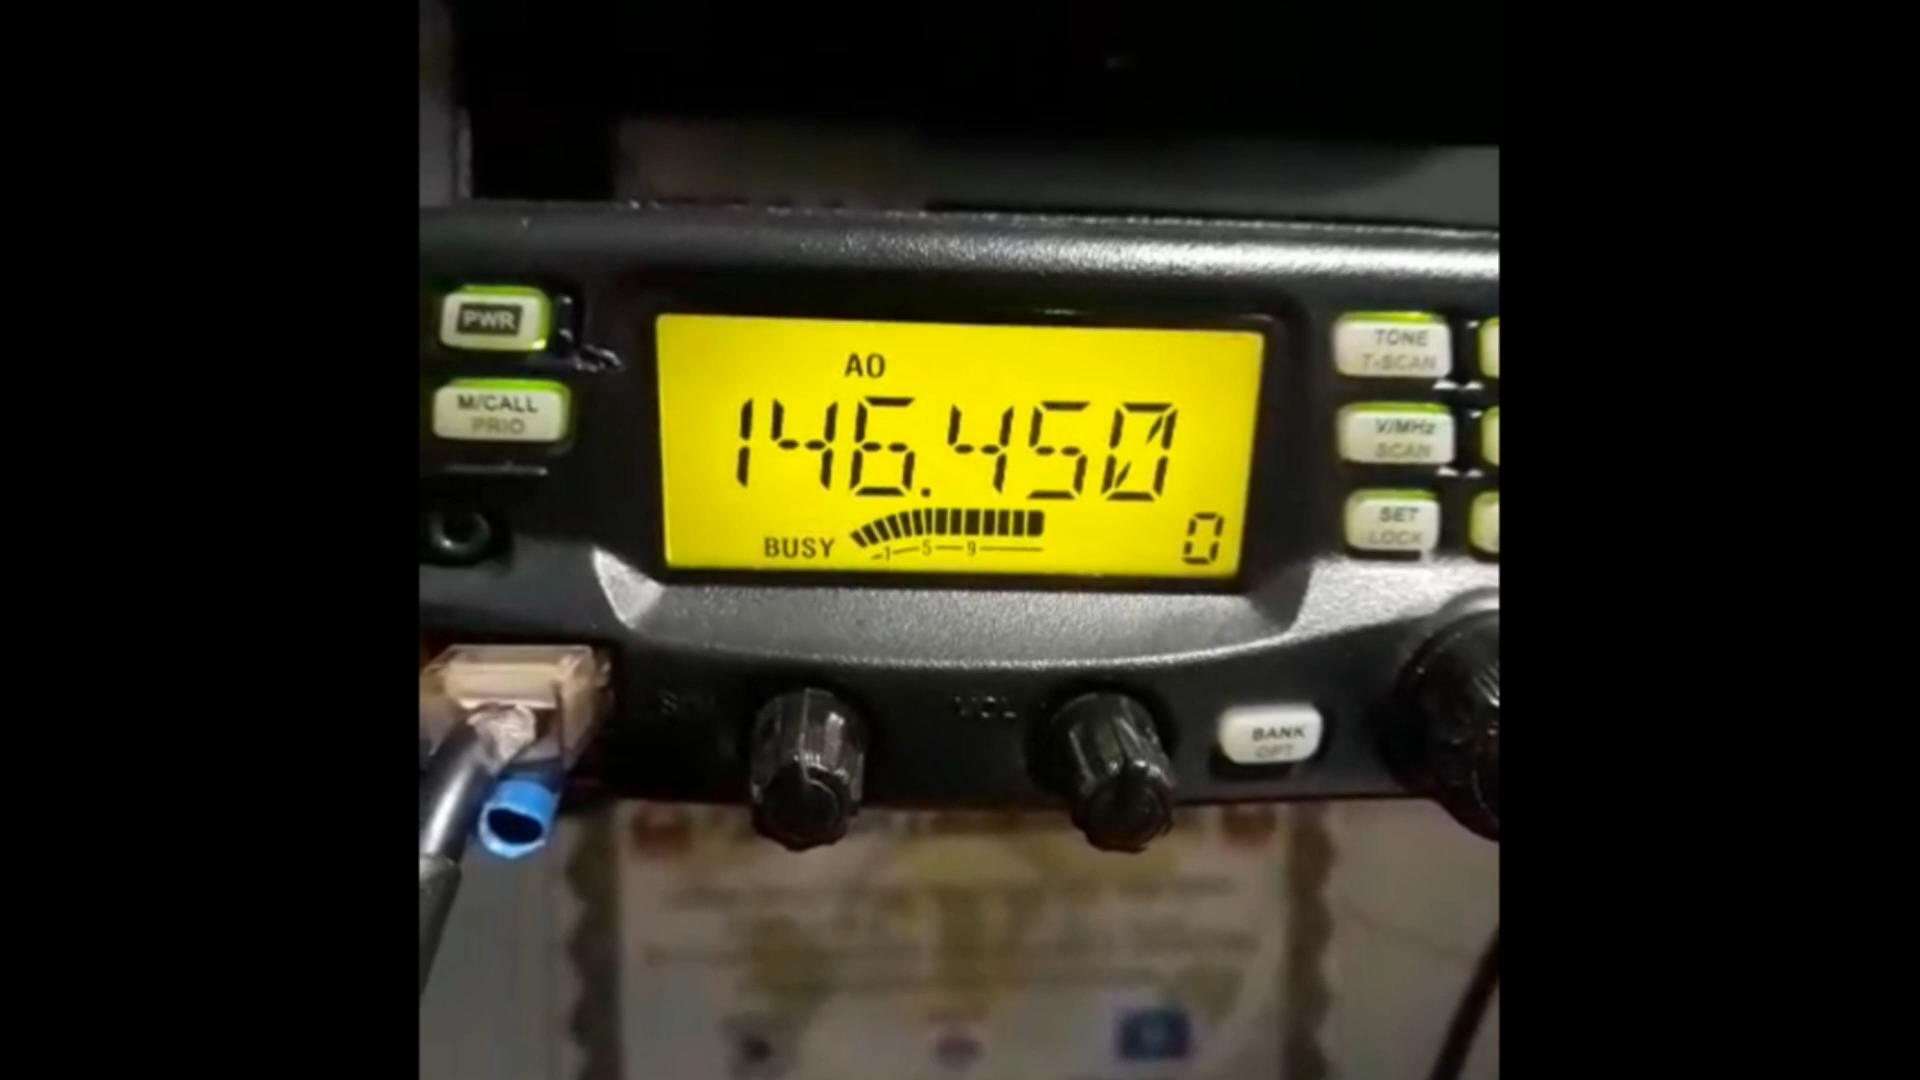 PWR
M/CALL
PRIO
AO
146.450
BUSY
1 5 9
0
TONE
T-SCAN
V/MHz
SCAN
SET
LOCK
VOL
BANK
OPT